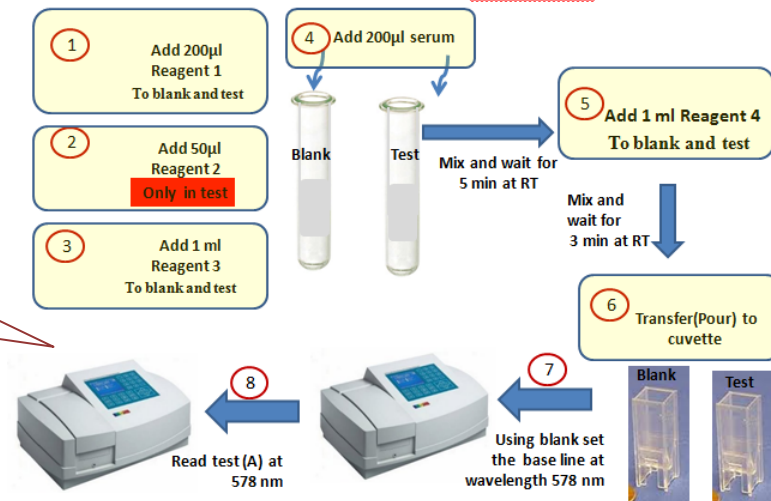 1
Add 200µl
Reagent 1
To blank and test
2
Add 50µl
Reagent 2
Only in test
3
Add 1 ml
Reagent 3
To blank and test
4
Add 200µl serum
Blank
Test
Mix and wait for
5 min at RT
5
Add 1 ml Reagent 4
To blank and test
Mix and
wait for
3 min at RT
6
Transfer(Pour) to
cuvette
Blank
Test
7
Using blank set
the base line at
wavelength 578 nm
8
Read test (A) at
578 nm